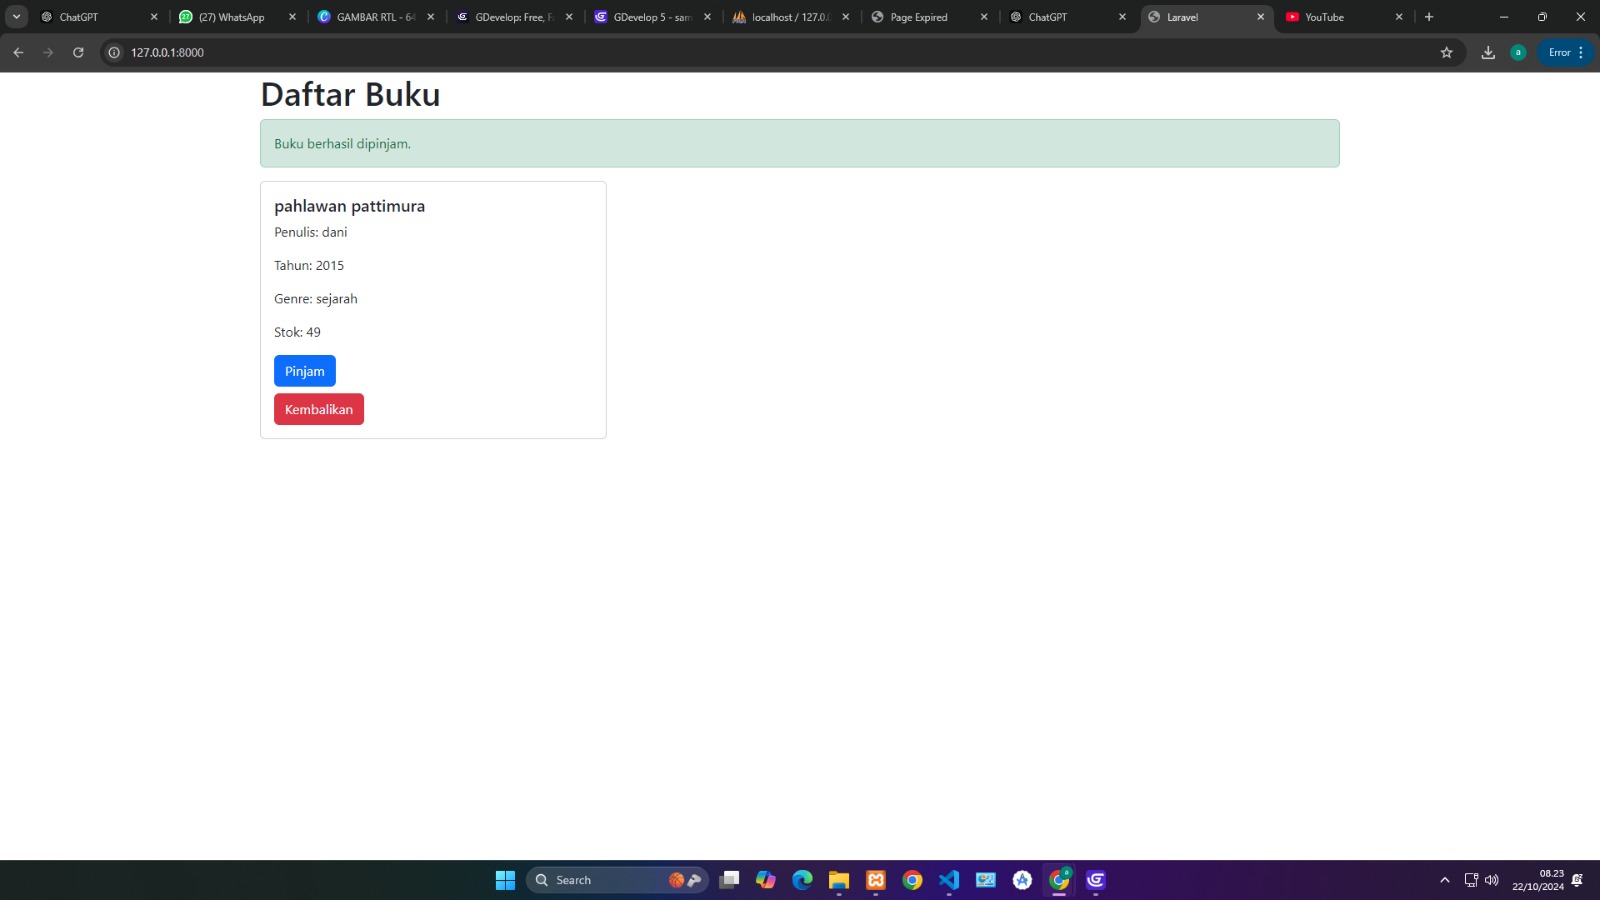 ChatGPT
(27) WhatsApp
GAMBAR RTL - 64
GDevelop: Free, F
GDevelop 5 - sam
localhost / 127.0.
Page Expired
ChatGPT
Laravel
YouTube
127.0.0.1:8000
a
Error
Daftar Buku
Buku berhasil dipinjam.
pahlawan pattimura
Penulis: dani
Tahun: 2015
Genre: sejarah
Stok: 49
Pinjam
Kembalikan
Search
08.23
22/10/2024